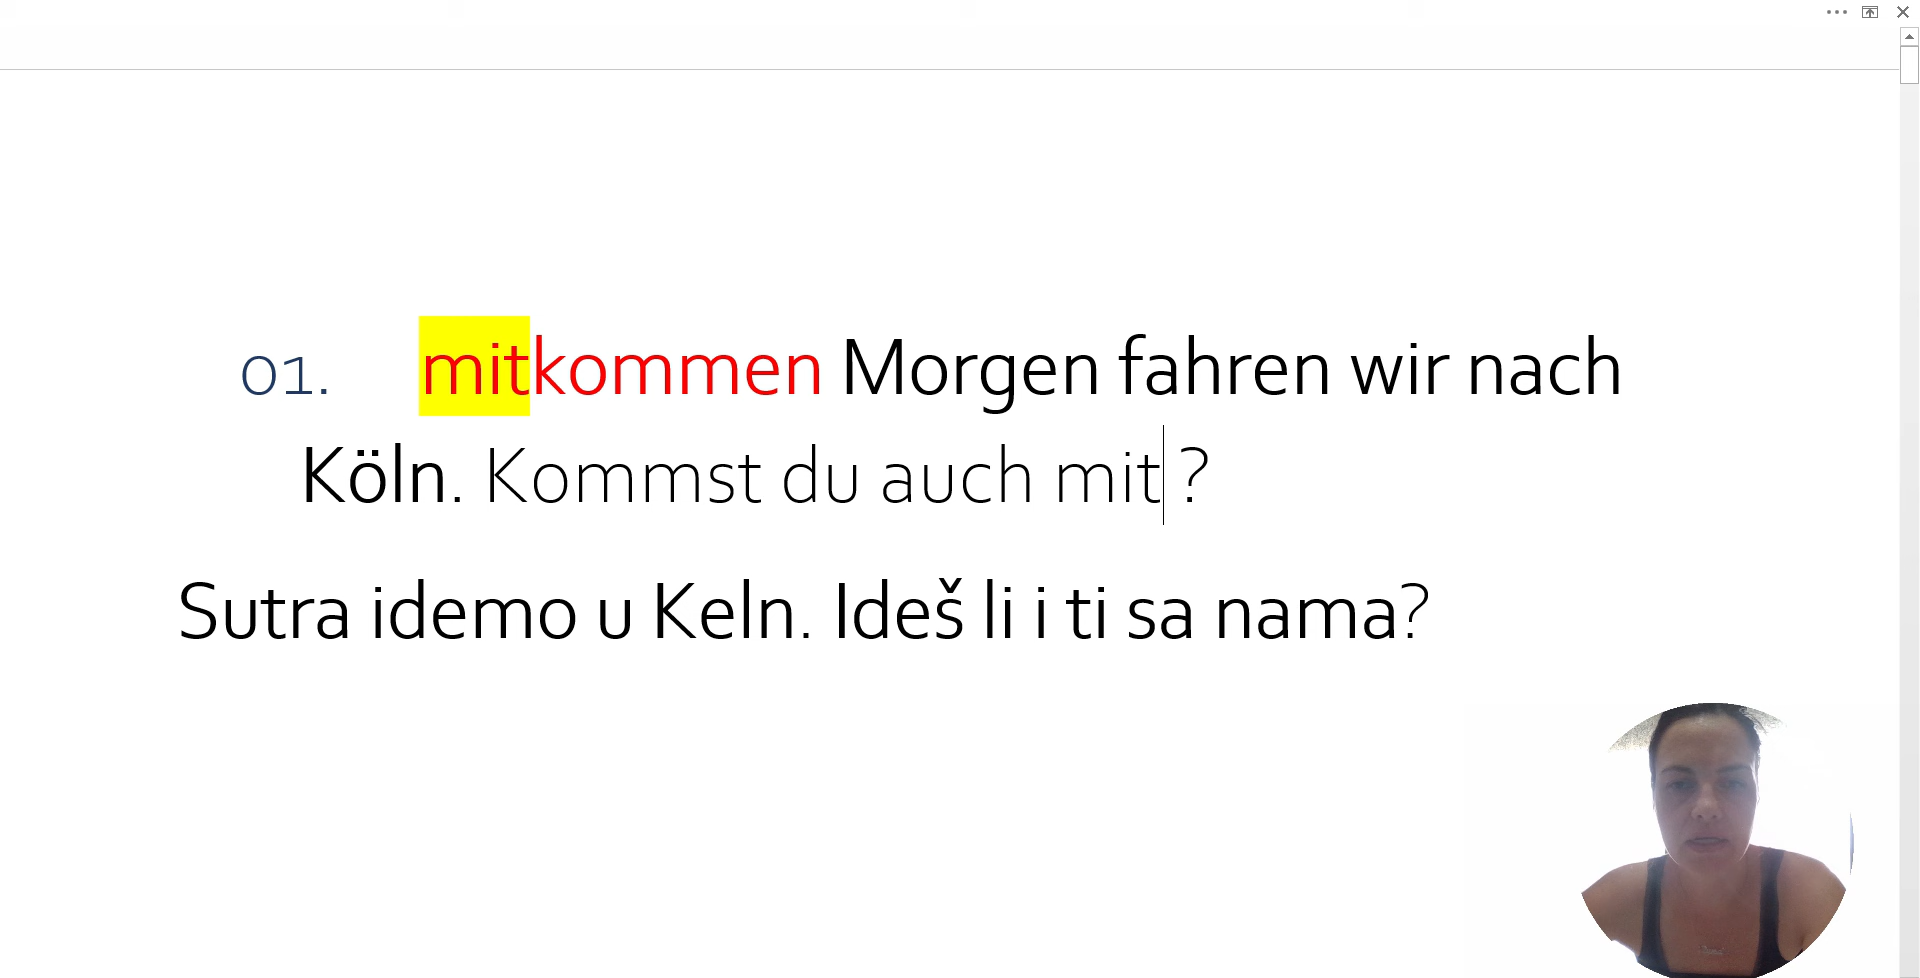 01. mitkommen Morgen fahren wir nach
Köln. Kommst du auch mit ?
Sutra idemo u Keln. Ideš li i ti sa nama?